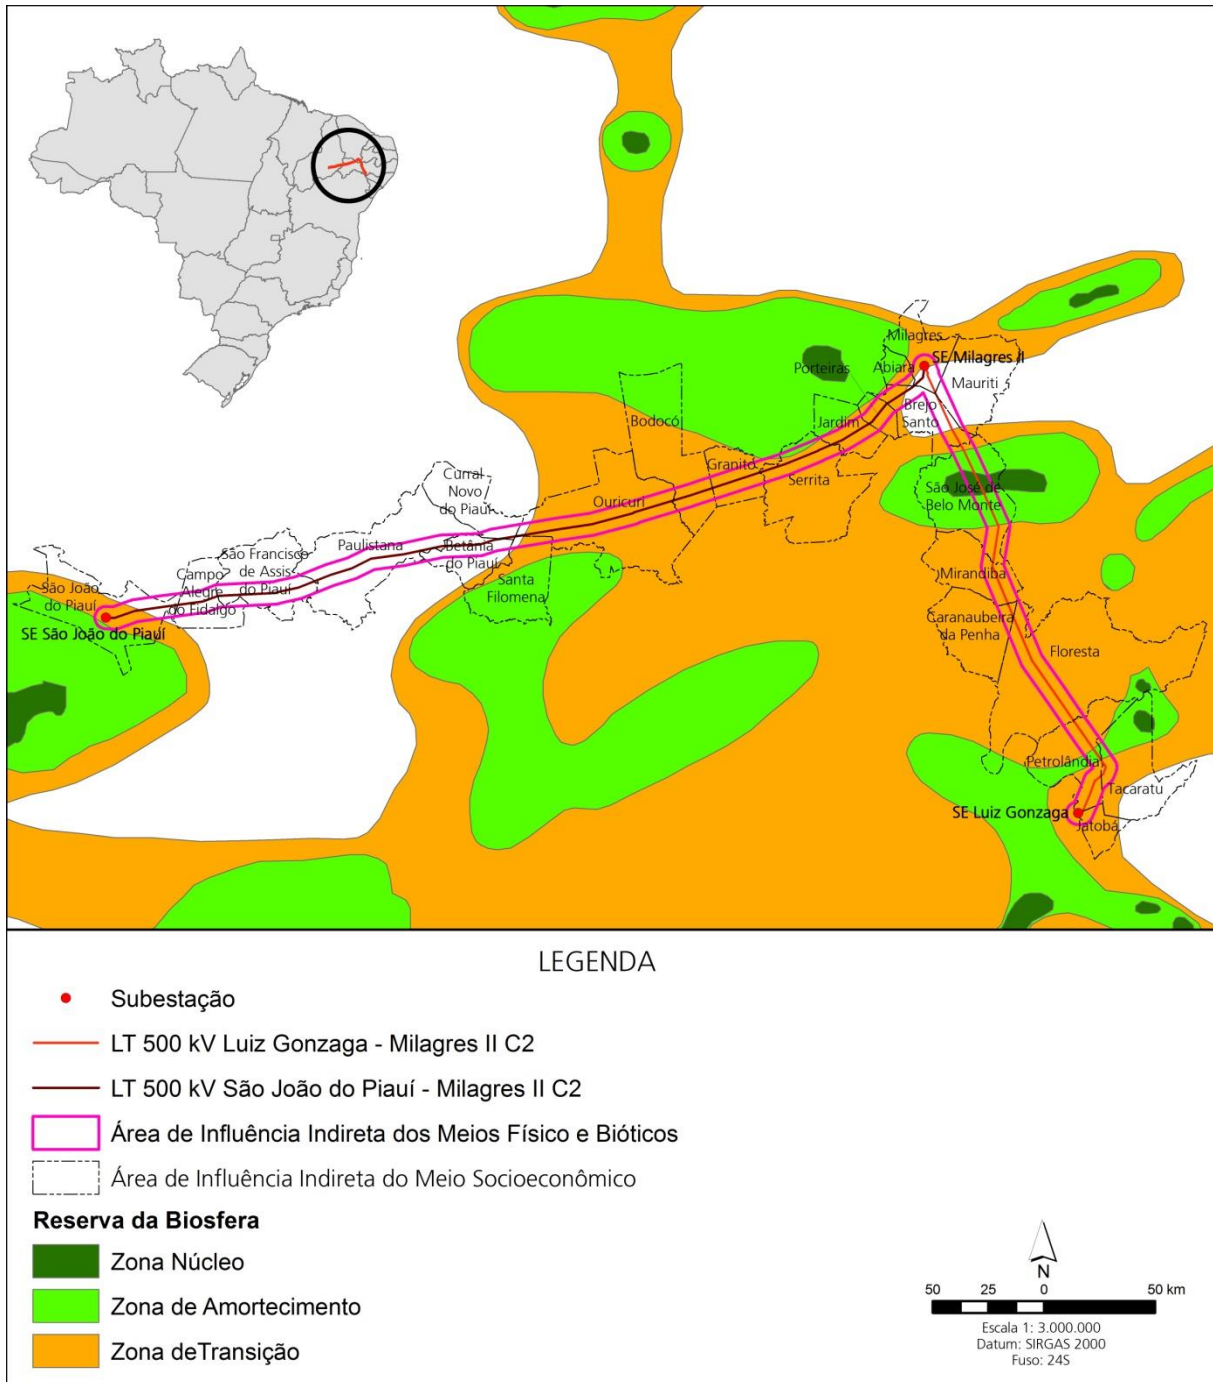 Milagres
SE Milagres II
Porteiras
Abiara
Mauriti
Brejo
Santo
Bodocó
Jardim
Granito
Serrita
Curral
Novo
do Piauí
Ouricuri
São José de
Belo Monte
Paulistana
São Francisco
de Assis
do Piauí
Betânia
do Piauí
Campo
Alegre
do Fidalgo
Santa
Filomena
Mirandiba
São João
do Piauí
SE São João do Piauí
Caranaubeira
da Penha
Floresta
Petrolândia
Tacaratu
SE Luiz Gonzaga
Jatobá
LEGENDA
Subestação
LT 500 kV Luiz Gonzaga - Milagres II C2
LT 500 kV São João do Piauí - Milagres II C2
Área de Influência Indireta dos Meios Físico e Bióticos
Área de Influência Indireta do Meio Socioeconômico
Reserva da Biosfera
Zona Núcleo
Zona de Amortecimento
Zona deTransição
N
50 25 0 50 km
Escala 1: 3.000.000
Datum: SIRGAS 2000
Fuso: 24S